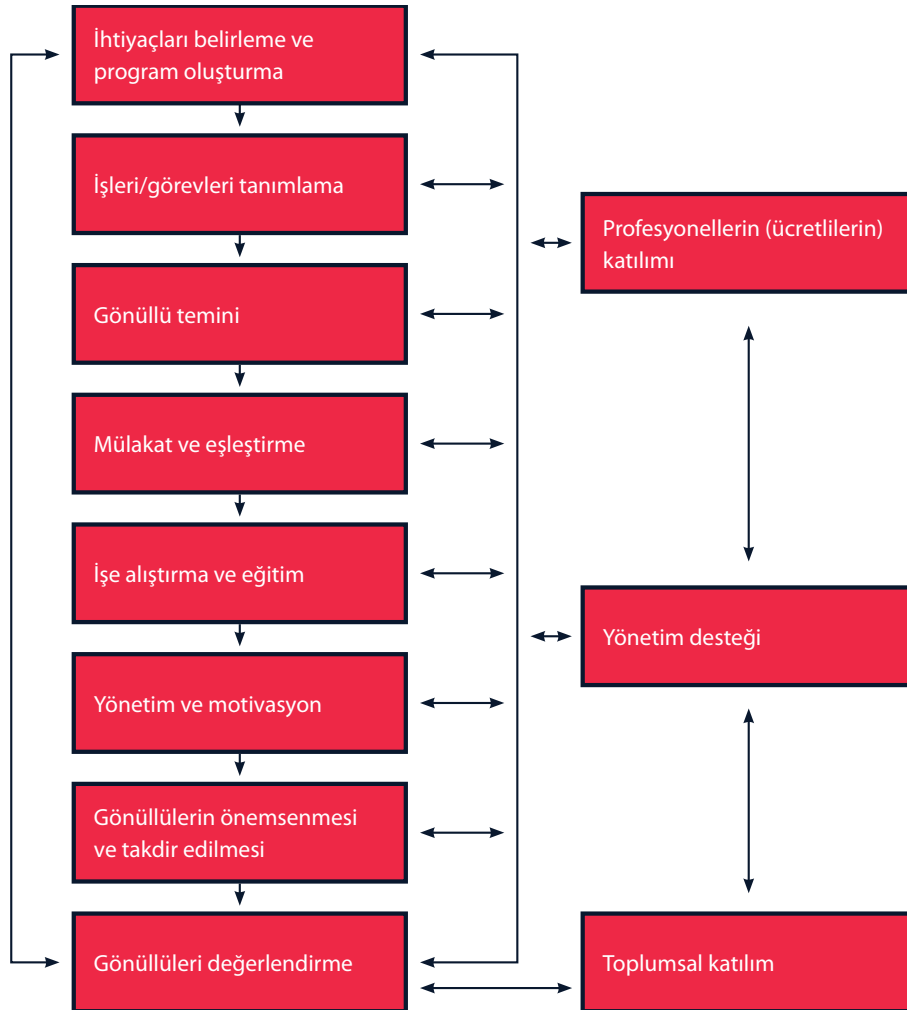 İhtiyaçları belirleme ve
program oluşturma
İşleri/görevleri tanımlama
Gönüllü temini
Mülakat ve eşleştirme
İşe alıştırma ve eğitim
Yönetim ve motivasyon
Gönüllülerin önemsenmesi
ve takdir edilmesi
Gönüllüleri değerlendirme
Profesyonellerin (ücretlilerin)
katılımı
Yönetim desteği
Toplumsal katılım